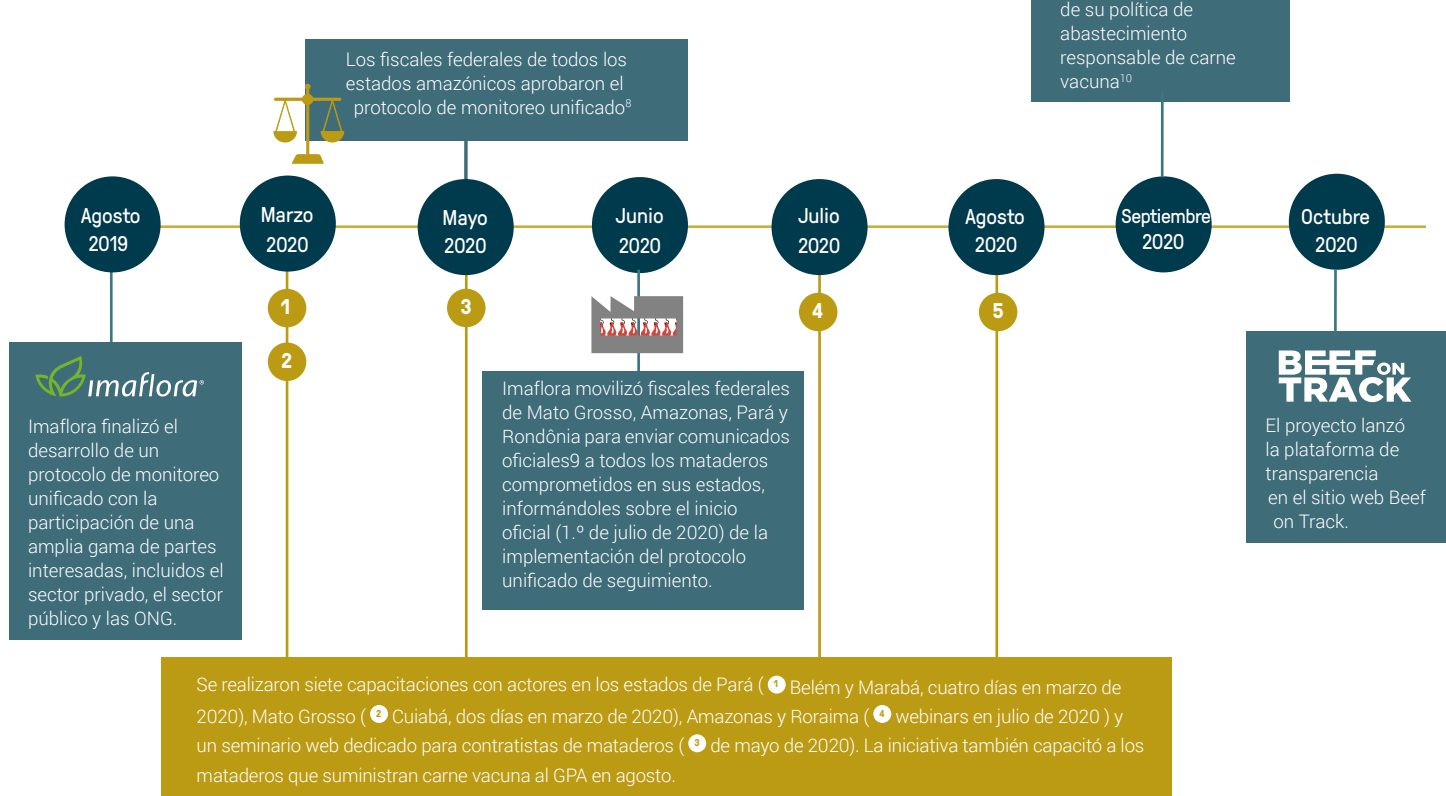 de su política de
abastecimiento
responsable de carne
vacuna¹⁰
Los fiscales federales de todos los
estados amazónicos aprobaron el
protocolo de monitoreo unificado⁸
Agosto
2019
Marzo
2020
Mayo
2020
Junio
2020
Julio
2020
Agosto
2020
Septiembre
2020
Octubre
2020
1
2
3
4
5
imaflora®
Imaflora finalizó el
desarrollo de un
protocolo de monitoreo
unificado con la
participación de una
amplia gama de partes
interesadas, incluidos el
sector privado, el sector
público y las ONG.
Imaflora movilizó fiscales federales
de Mato Grosso, Amazonas, Pará y
Rondônia para enviar comunicados
oficiales9 a todos los mataderos
comprometidos en sus estados,
informándoles sobre el inicio
oficial (1.º de julio de 2020) de la
implementación del protocolo
unificado de seguimiento.
BEEF ON
TRACK
El proyecto lanzó
la plataforma de
transparencia
en el sitio web Beef
on Track.
Se realizaron siete capacitaciones con actores en los estados de Pará ( 1 Belém y Marabá, cuatro días en marzo de
2020), Mato Grosso ( 2 Cuiabá, dos días en marzo de 2020), Amazonas y Roraima ( 4 webinars en julio de 2020 ) y
un seminario web dedicado para contratistas de mataderos ( 3 de mayo de 2020). La iniciativa también capacitó a los
mataderos que suministran carne vacuna al GPA en agosto.